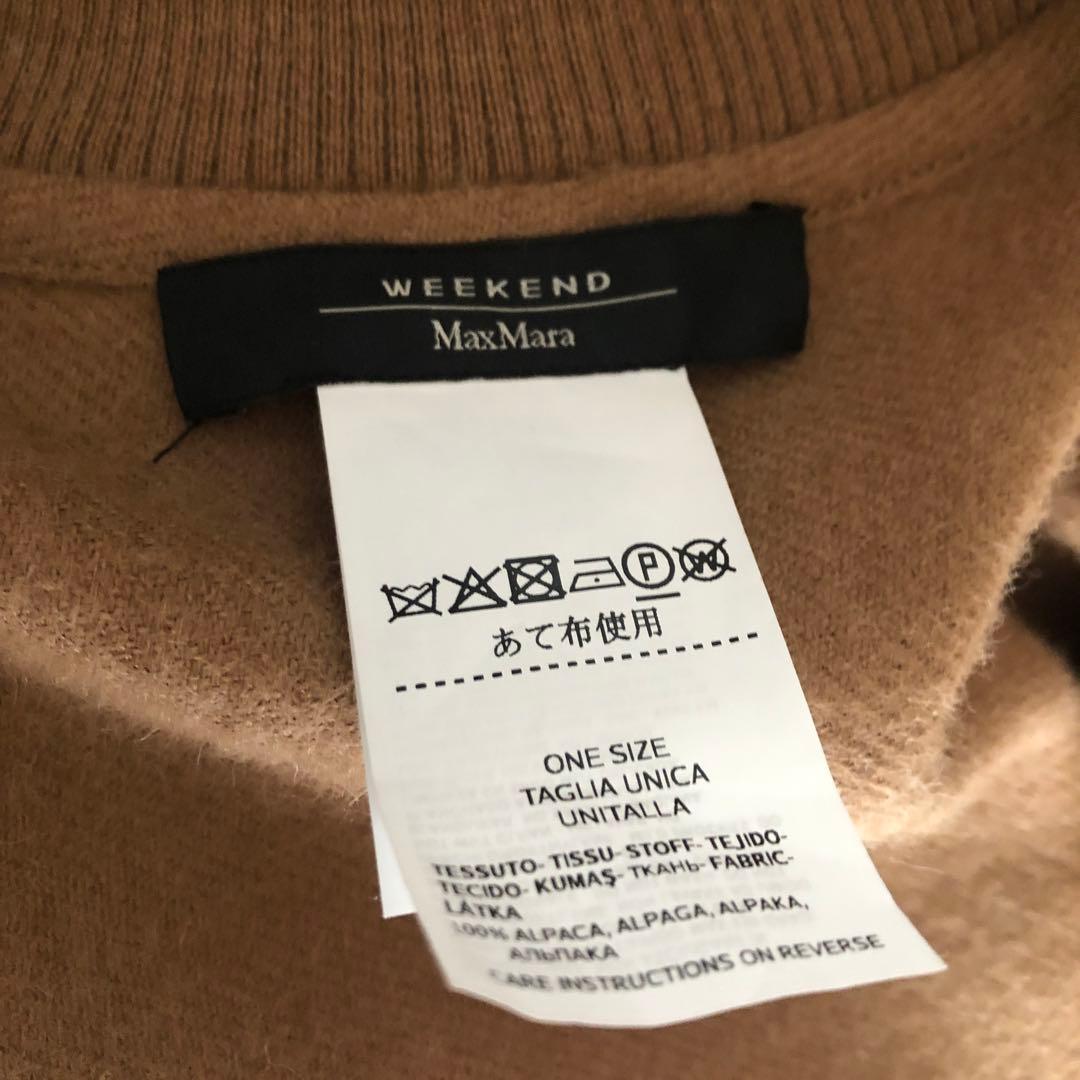 WEEKEND
MaxMara
P W
あて布使用
ONE SIZE
TAGLIA UNICA
UNITALLA
TESSUTO- TISSU- STOFF- TEJIDO-
TECIDO- KUMAŞ- ТКАНЬ- FABRIC-
LÁTKA
100% ALPACA, ALPAGA, ALPAKA,
АЛЬПАКА
CARE INSTRUCTIONS ON REVERSE